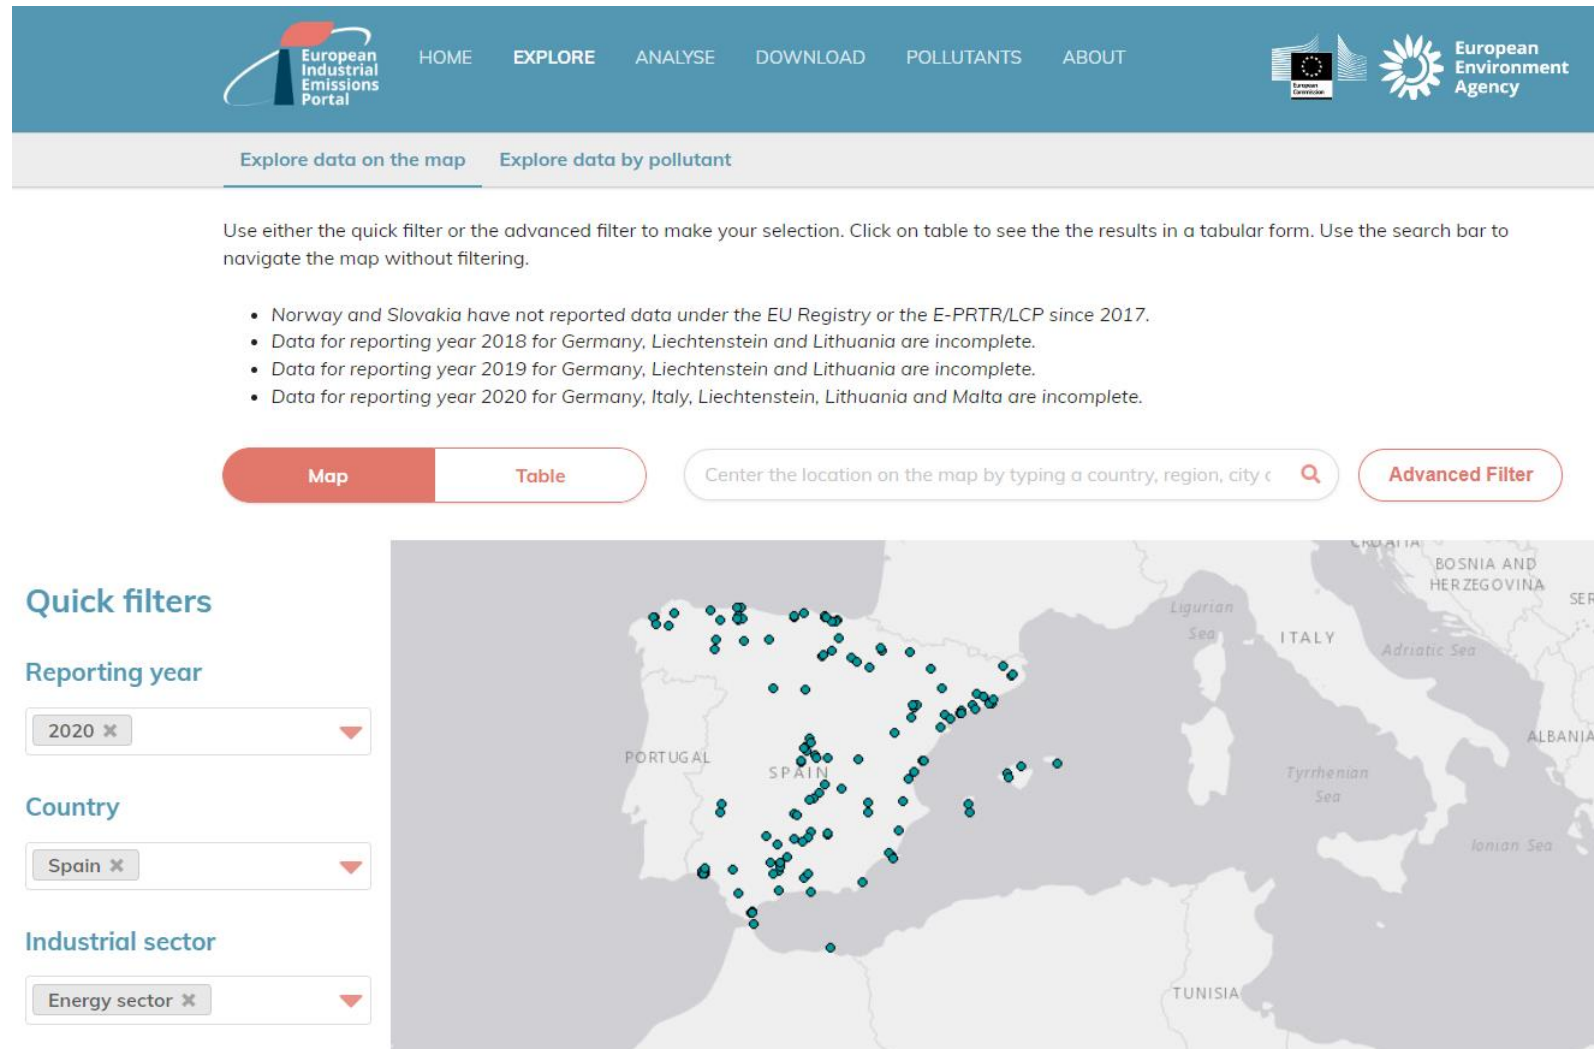 European
Industrial
Emissions
Portal
HOME
EXPLORE
ANALYSE
DOWNLOAD
POLLUTANTS
ABOUT
European
Commission
European
Environment
Agency
Explore data on the map
Explore data by pollutant
Use either the quick filter or the advanced filter to make your selection. Click on table to see the the results in a tabular form. Use the search bar to
navigate the map without filtering.
• Norway and Slovakia have not reported data under the EU Registry or the E-PRTR/LCP since 2017.
• Data for reporting year 2018 for Germany, Liechtenstein and Lithuania are incomplete.
• Data for reporting year 2019 for Germany, Liechtenstein and Lithuania are incomplete.
• Data for reporting year 2020 for Germany, Italy, Liechtenstein, Lithuania and Malta are incomplete.
Map
Table
Center the location on the map by typing a country, region, city
Advanced Filter
Quick filters
Reporting year
2020
Country
Spain
Industrial sector
Energy sector
CROATIA
BOSNIA AND
HERZEGOVINA
SER
Ligurian
Sea
ITALY
Adriatic Sea
PORTUGAL
SPAIN
ALBANIA
Tyrrhenian
Sea
Ionian Sea
TUNISIA